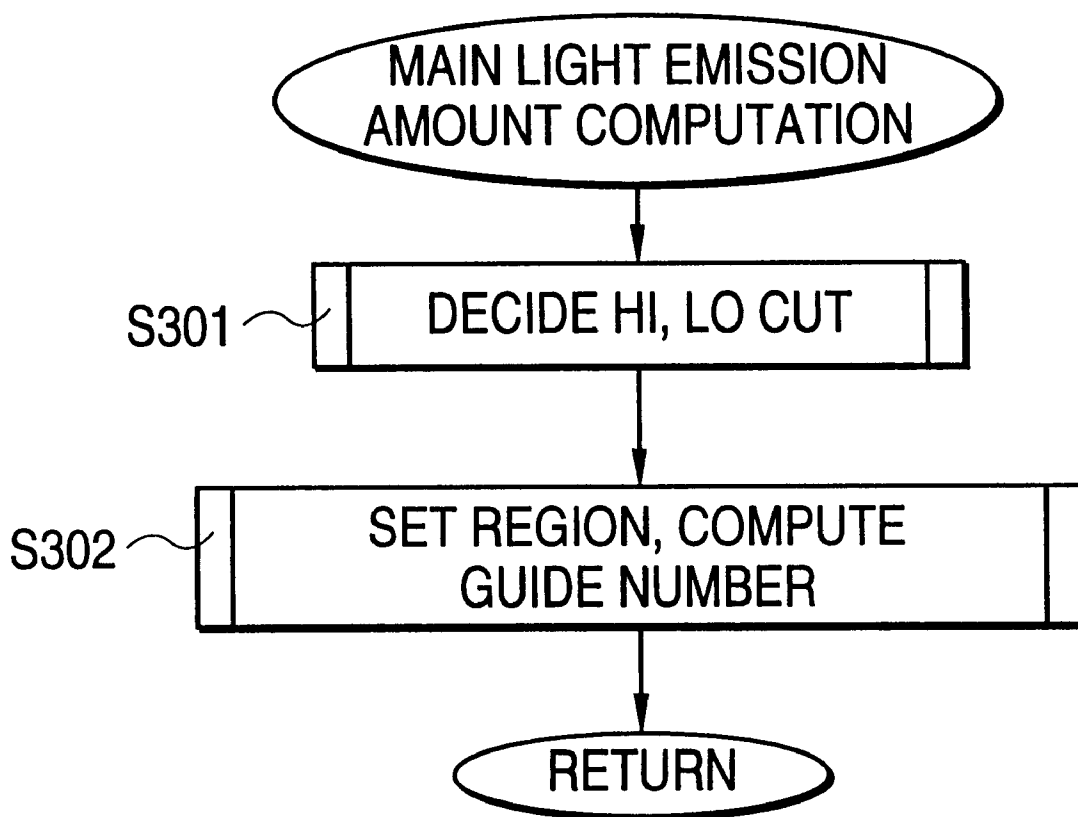 MAIN LIGHT EMISSION
AMOUNT COMPUTATION
S301
DECIDE HI, LO CUT
S302
SET REGION, COMPUTE
GUIDE NUMBER
RETURN